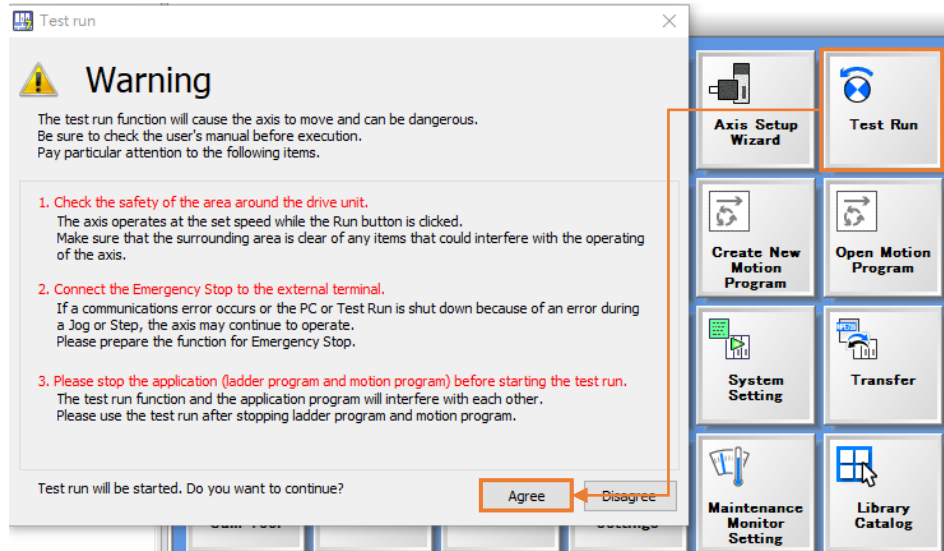 Test run
Warning
The test run function will cause the axis to move and can be dangerous.
Be sure to check the user's manual before execution.
Pay particular attention to the following items.
1. Check the safety of the area around the drive unit.
The axis operates at the set speed while the Run button is clicked.
Make sure that the surrounding area is clear of any items that could interfere with the operating
of the axis.
2. Connect the Emergency Stop to the external terminal.
If a communications error occurs or the PC or Test Run is shut down because of an error during
a Jog or Step, the axis may continue to operate.
Please prepare the function for Emergency Stop.
3. Please stop the application (ladder program and motion program) before starting the test run.
The test run function and the application program will interfere with each other.
Please use the test run after stopping ladder program and motion program.
Test run will be started. Do you want to continue?
Agree
Disagree
Axis Setup
Wizard
Test Run
Create New
Motion
Program
Open Motion
Program
System
Setting
Transfer
Maintenance
Monitor
Setting
Library
Catalog